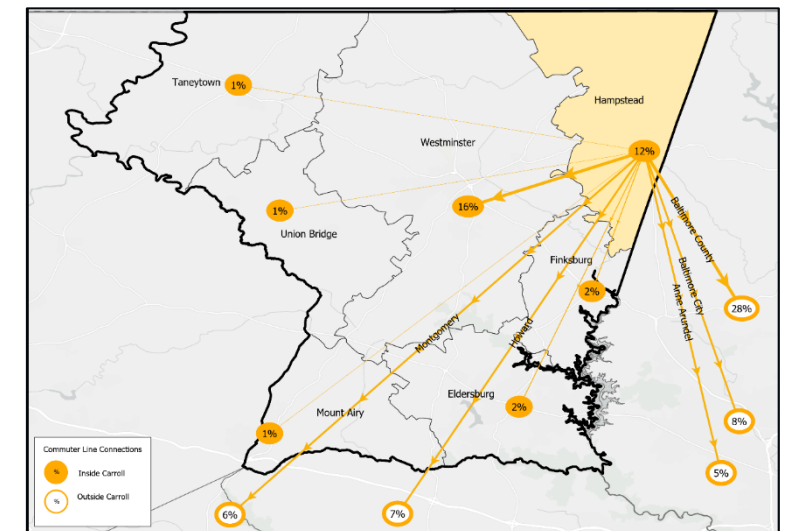 Taneytown
1%
Hampstead
Westminster
12%
16%
1%
Union Bridge
Baltimore County
Finksburg
2%
Baltimore City
Anne Arundel
28%
Montgomery
Howard
Eldersburg
2%
Mount Airy
1%
8%
5%
6%
7%
Commuter Line Connections
% Inside Carroll
% Outside Carroll